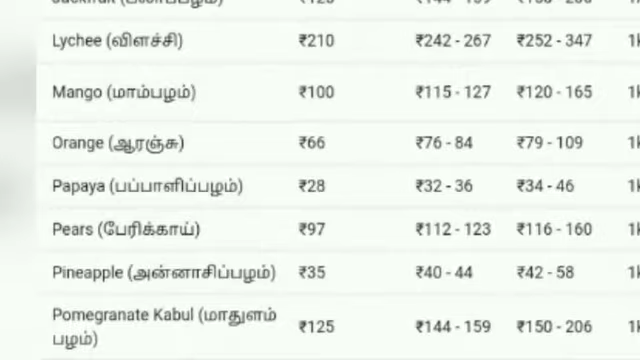 Lychee (விளச்சி) ₹210 ₹242 - 267 ₹252 - 347
Mango (மாம்பழம்) ₹100 ₹115 - 127 ₹120 - 165
Orange (ஆரஞ்சு) ₹66 ₹76 - 84 ₹79 - 109
Papaya (பப்பாளிப்பழம்) ₹28 ₹32 - 36 ₹34 - 46
Pears (பேரிக்காய்) ₹97 ₹112 - 123 ₹116 - 160
Pineapple (அன்னாசிப்பழம்) ₹35 ₹40 - 44 ₹42 - 58
Pomegranate Kabul (மாதுளம்
பழம்) ₹125 ₹144 - 159 ₹150 - 206